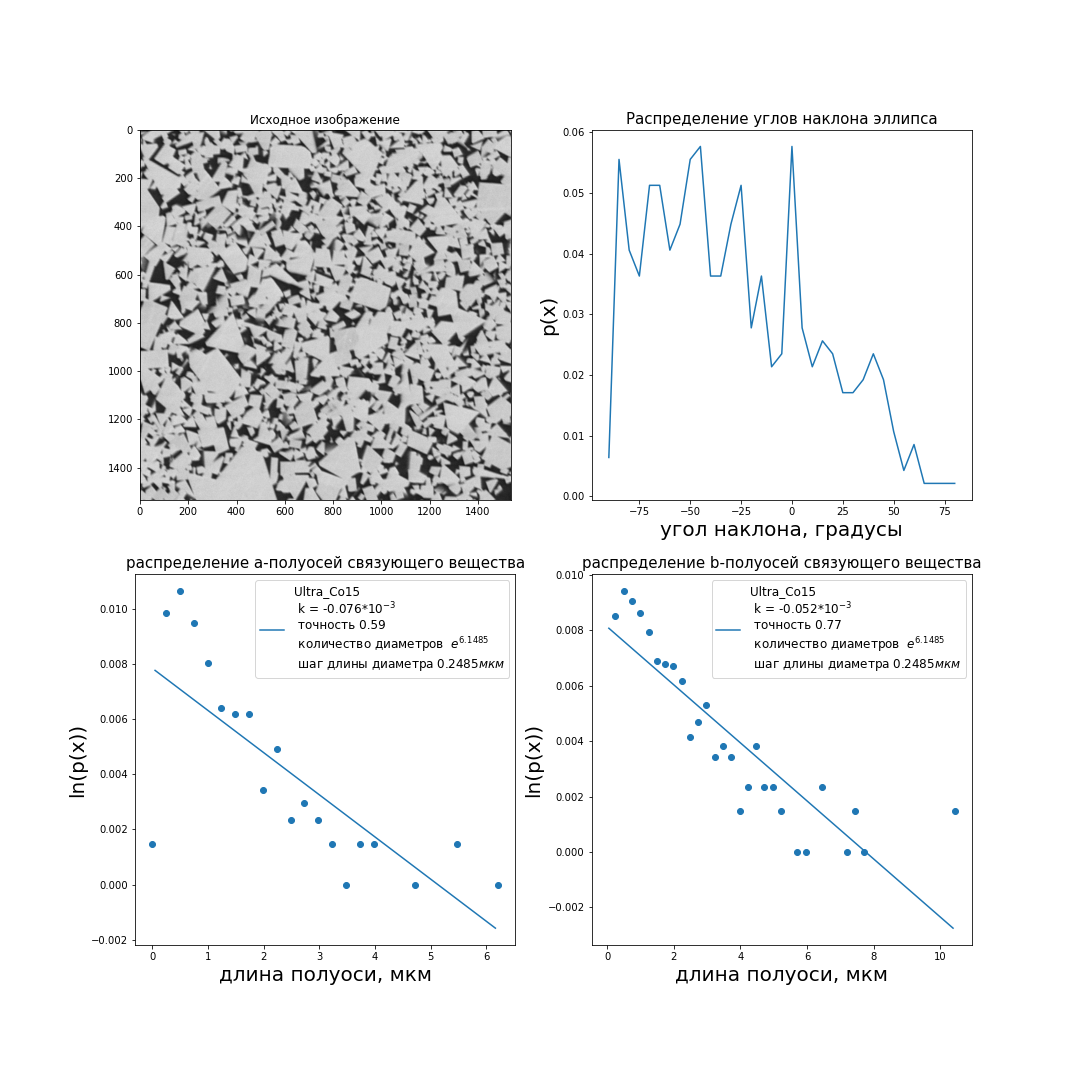 Исходное изображение
0
200
400
600
800
1000
1200
1400
0 200 400 600 800 1000 1200 1400
Распределение углов наклона эллипса
p(x)
0.06
0.05
0.04
0.03
0.02
0.01
0.00
−75 −50 −25 0 25 50 75
угол наклона, градусы
распределение a-полуосей связующего вещества
Ultra_Co15
k = -0.076*10⁻³
точность 0.59
количество диаметров e^6.1485
шаг длины диаметра 0.2485мкм
ln(p(x))
0.010
0.008
0.006
0.004
0.002
0.000
−0.002
0 1 2 3 4 5 6
длина полуоси, мкм
распределение b-полуосей связующего вещества
Ultra_Co15
k = -0.052*10⁻³
точность 0.77
количество диаметров e^6.1485
шаг длины диаметра 0.2485мкм
ln(p(x))
0.010
0.008
0.006
0.004
0.002
0.000
−0.002
0 2 4 6 8 10
длина полуоси, мкм